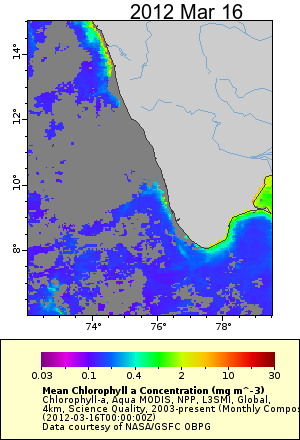 2012 Mar 16
14°
12°
10°
8°
74° 76° 78°
0.03 0.1 0.4 1 3 10 30
Mean Chlorophyll a Concentration (mg m^-3)
Chlorophyll-a, Aqua MODIS, NPP, L3SMI, Global,
4km, Science Quality, 2003-present (Monthly Compos
(2012-03-16T00:00:00Z)
Data courtesy of NASA/GSFC OBPG